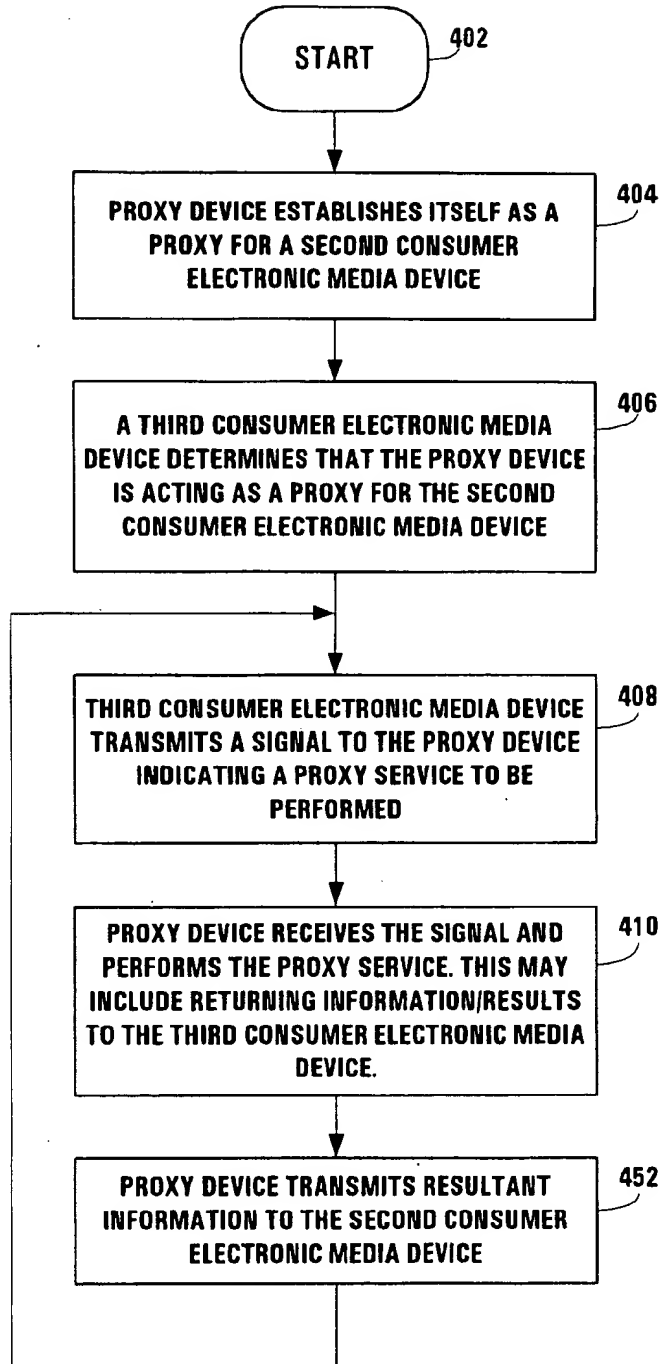 START
402
PROXY DEVICE ESTABLISHES ITSELF AS A
PROXY FOR A SECOND CONSUMER
ELECTRONIC MEDIA DEVICE
404
A THIRD CONSUMER ELECTRONIC MEDIA
DEVICE DETERMINES THAT THE PROXY DEVICE
IS ACTING AS A PROXY FOR THE SECOND
CONSUMER ELECTRONIC MEDIA DEVICE
406
THIRD CONSUMER ELECTRONIC MEDIA DEVICE
TRANSMITS A SIGNAL TO THE PROXY DEVICE
INDICATING A PROXY SERVICE TO BE
PERFORMED
408
PROXY DEVICE RECEIVES THE SIGNAL AND
PERFORMS THE PROXY SERVICE. THIS MAY
INCLUDE RETURNING INFORMATION/RESULTS
TO THE THIRD CONSUMER ELECTRONIC MEDIA
DEVICE.
410
PROXY DEVICE TRANSMITS RESULTANT
INFORMATION TO THE SECOND CONSUMER
ELECTRONIC MEDIA DEVICE
452